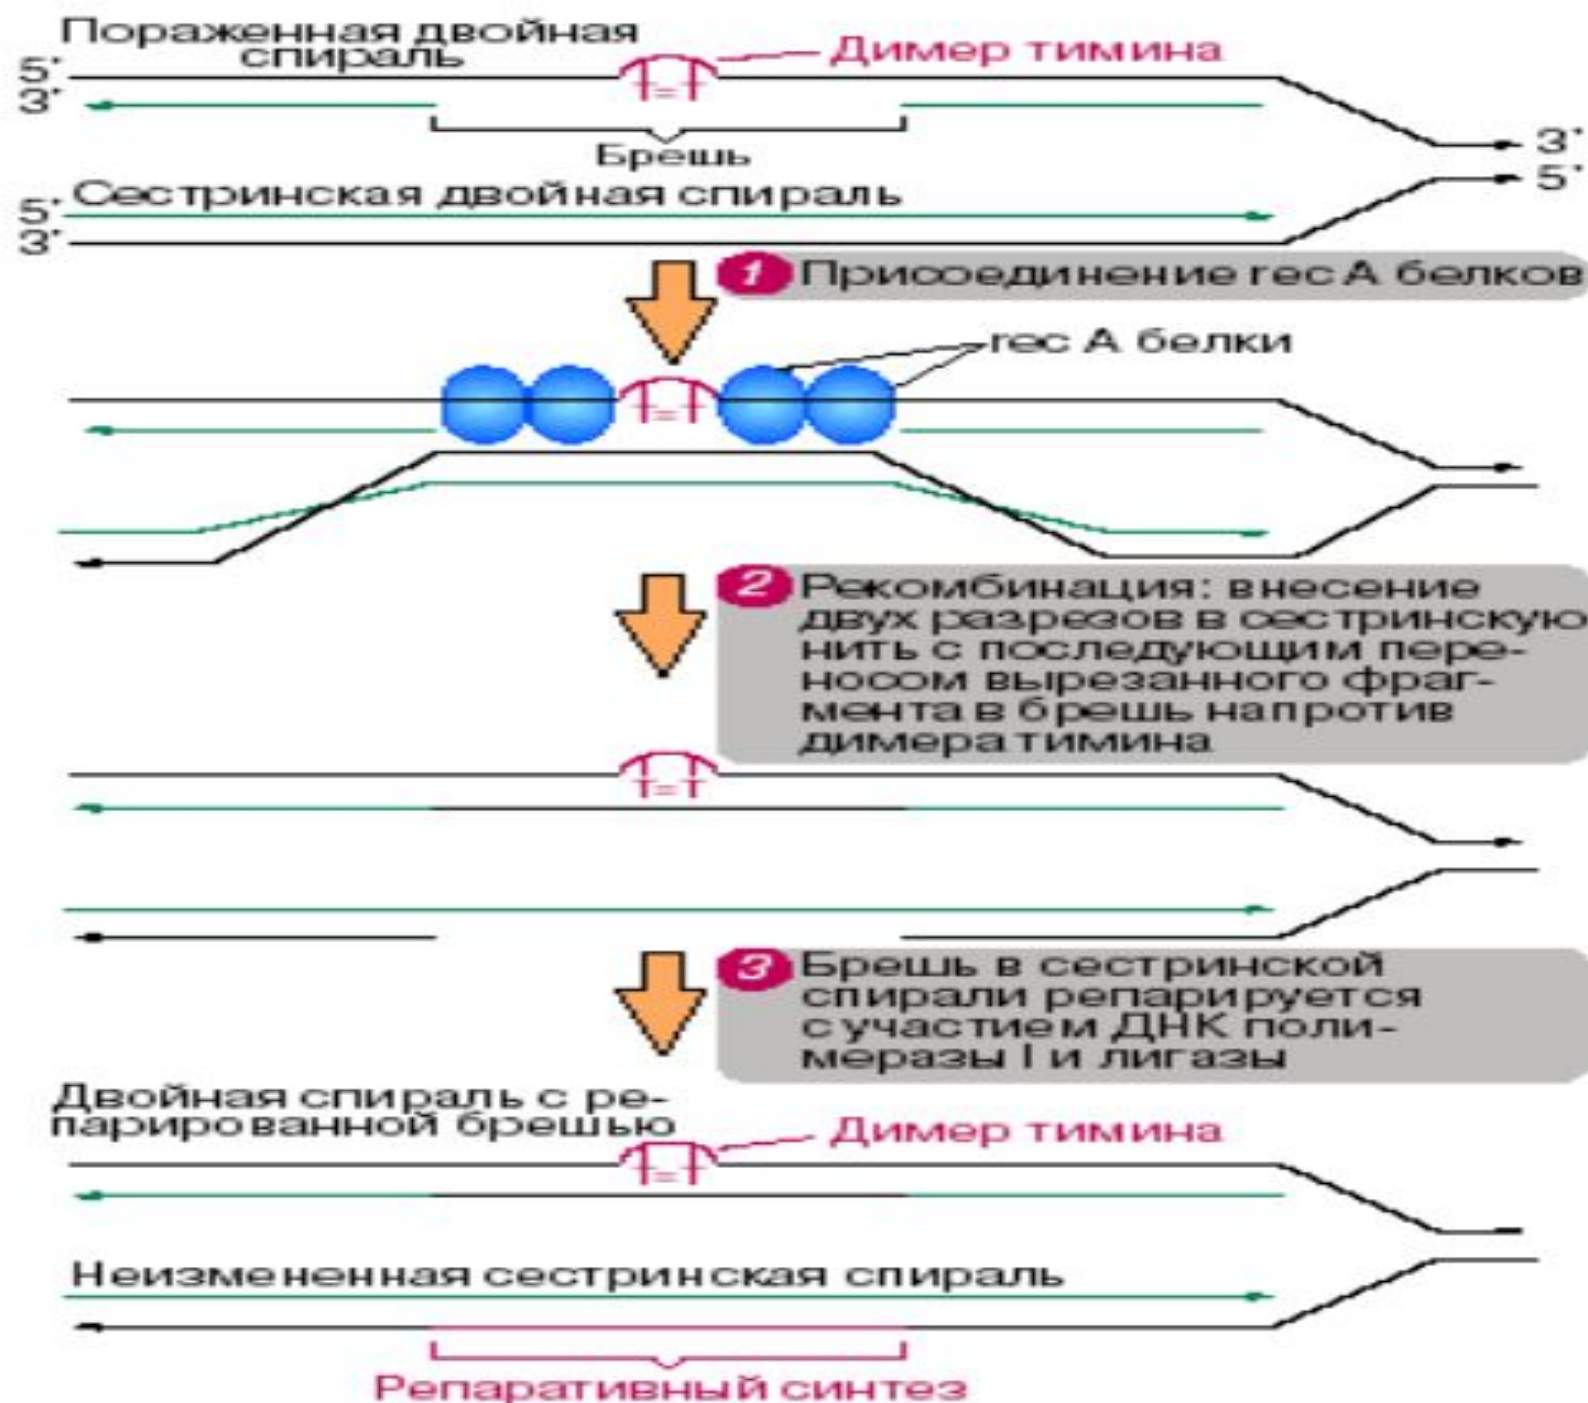 Пораженная двойная
спираль
Димер тимина
5'
3'
T=T
Брешь
3'
5'
Сестринская двойная спираль
5'
3'
1 Присоединение rec A белков
rec A белки
T=T
2 Рекомбинация: внесение
двух разрезов в сестринскую
нить с последующим пере-
носом вырезанного фраг-
мента в брешь напротив
димера тимина
T=T
3 Брешь в сестринской
спирали репарируется
с участием ДНК поли-
меразы I и лигазы
Двойная спираль с ре-
парированной брешью
Димер тимина
T=T
Неизмененная сестринская спираль
Репаративный синтез